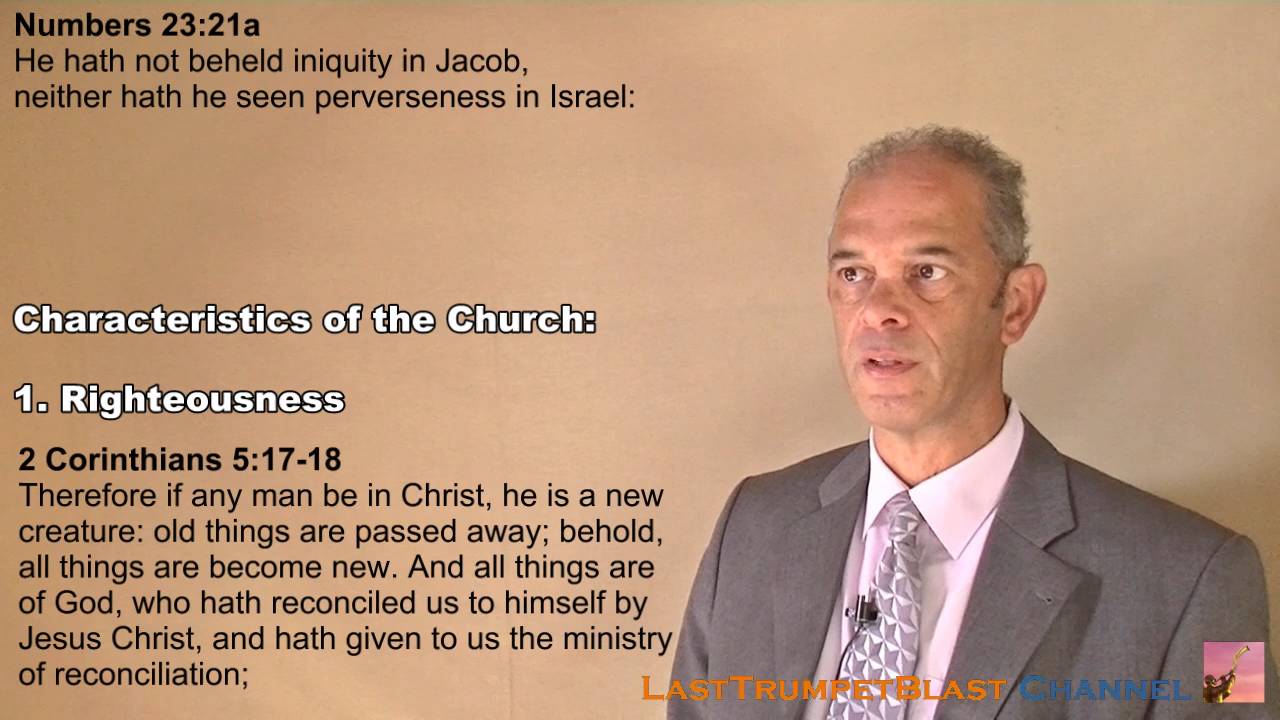 Numbers 23:21a
He hath not beheld iniquity in Jacob,
neither hath he seen perverseness in Israel:
Characteristics of the Church:
1. Righteousness
2 Corinthians 5:17-18
Therefore if any man be in Christ, he is a new
creature: old things are passed away; behold,
all things are become new. And all things are
of God, who hath reconciled us to himself by
Jesus Christ, and hath given to us the ministry
of reconciliation;
LastTrumpetBlast Channel